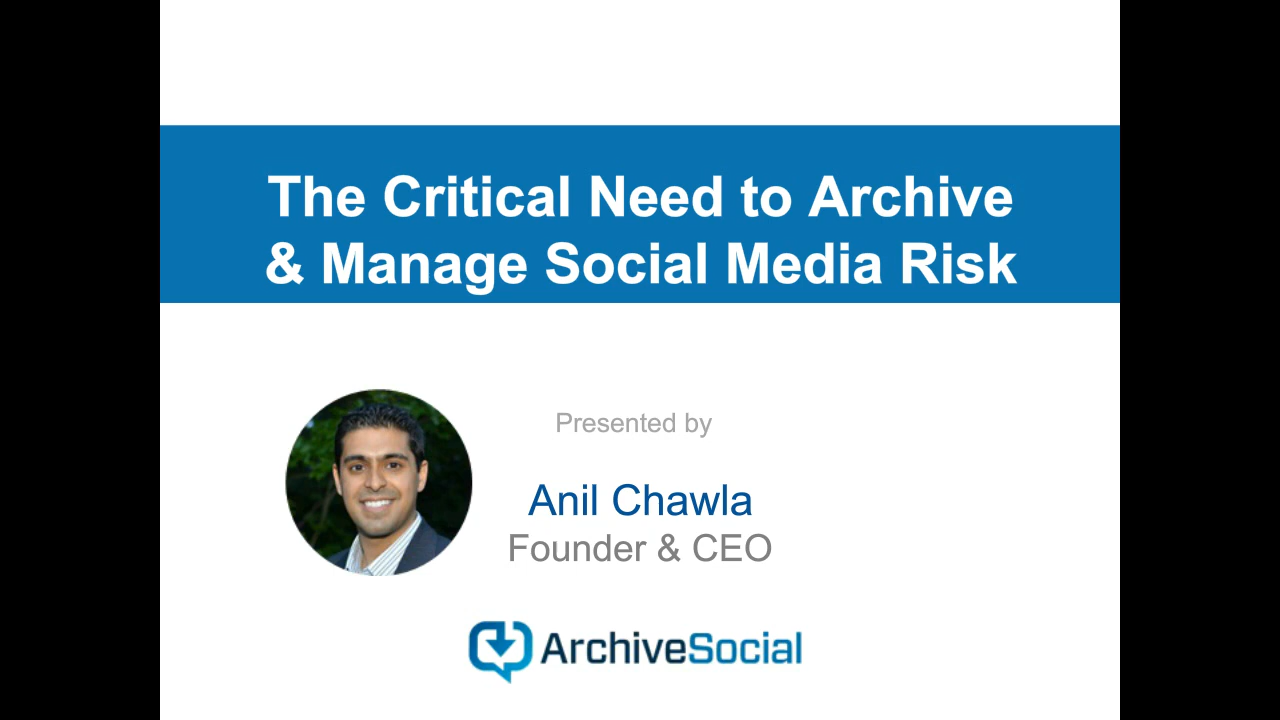 The Critical Need to Archive
& Manage Social Media Risk
Presented by
Anil Chawla
Founder & CEO
ArchiveSocial